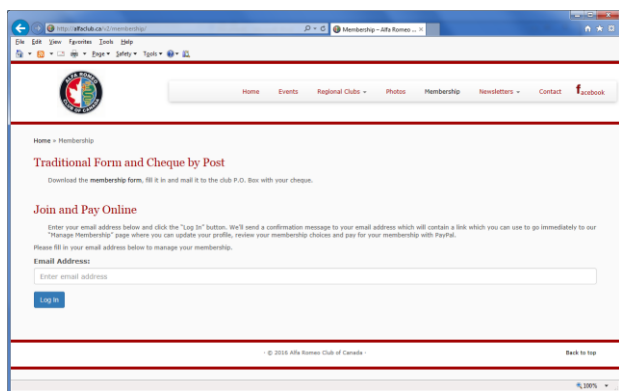 http://alfaclub.ca/v2/membership/
Membership – Alfa Romeo ...
File Edit View Favorites Tools Help
Page Safety Tools
ALFA ROMEO
CLUB OF CANADA
Home Events Regional Clubs Photos Membership Newsletters Contact facebook
Home » Membership
Traditional Form and Cheque by Post
Download the membership form, fill it in and mail it to the club P.O. Box with your cheque.
Join and Pay Online
Enter your email address below and click the "Log In" button. We'll send a confirmation message to your email address which will contain a link which you can use to go immediately to our
"Manage Membership" page where you can update your profile, review your membership choices and pay for your membership with PayPal.
Please fill in your email address below to manage your membership.
Email Address:
Enter email address
Log In
· © 2016 Alfa Romeo Club of Canada ·
Back to top
100%